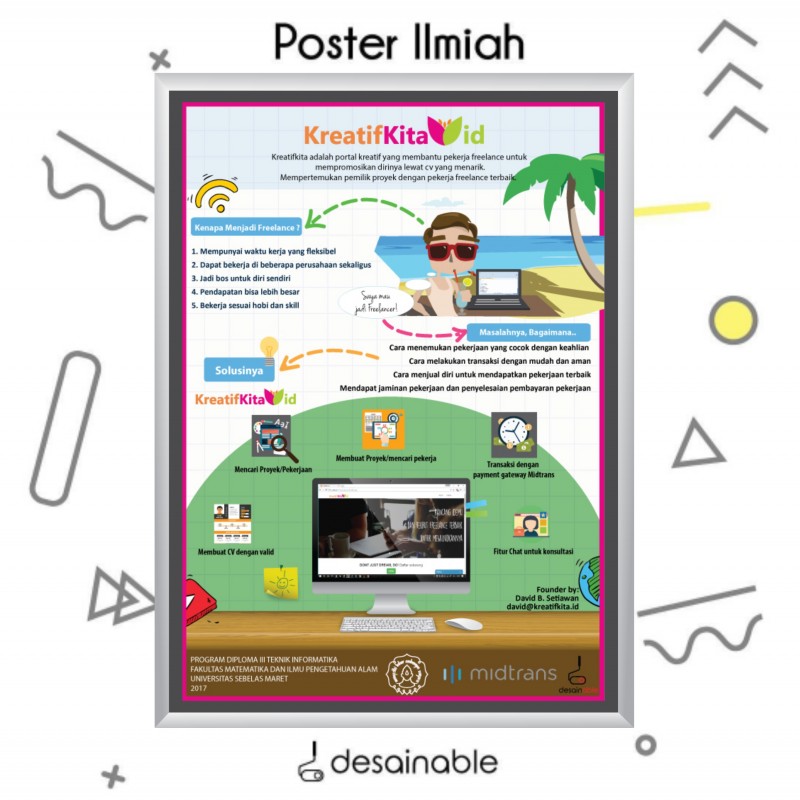 Poster Ilmiah
KreatifKita id
Kreatifkita adalah portal kreatif yang membantu pekerja freelance untuk
mempromosikan dirinya lewat cv yang menarik.
Mempertemukan pemilik proyek dengan pekerja freelance terbaik.
Kenapa Menjadi Freelance ?
1. Mempunyai waktu kerja yang fleksibel
2. Dapat bekerja di beberapa perusahaan sekaligus
3. Jadi bos untuk diri sendiri
4. Pendapatan bisa lebih besar
5. Bekerja sesuai hobi dan skill
Saya mau
jadi freelancer!
Masalahnya, Bagaimana..
Cara menemukan pekerjaan yang cocok dengan keahlian
Cara melakukan transaksi dengan mudah dan aman
Cara menjual diri untuk mendapatkan pekerjaan terbaik
Mendapat jaminan pekerjaan dan penyelesaian pembayaran pekerjaan
Solusinya
KreatifKita id
Mencari Proyek/Pekerjaan
Membuat Proyek/mencari pekerja
Transaksi dengan
payment gateway Midtrans
Membuat CV dengan valid
Fitur Chat untuk konsultasi
Founder by:
David B. Setiawan
david@kreatifkita.id
PROGRAM DIPLOMA III TEKNIK INFORMATIKA
FAKULTAS MATEMATIKA DAN ILMU PENGETAHUAN ALAM
UNIVERSITAS SEBELAS MARET
2017
midtrans
desainable
desainable